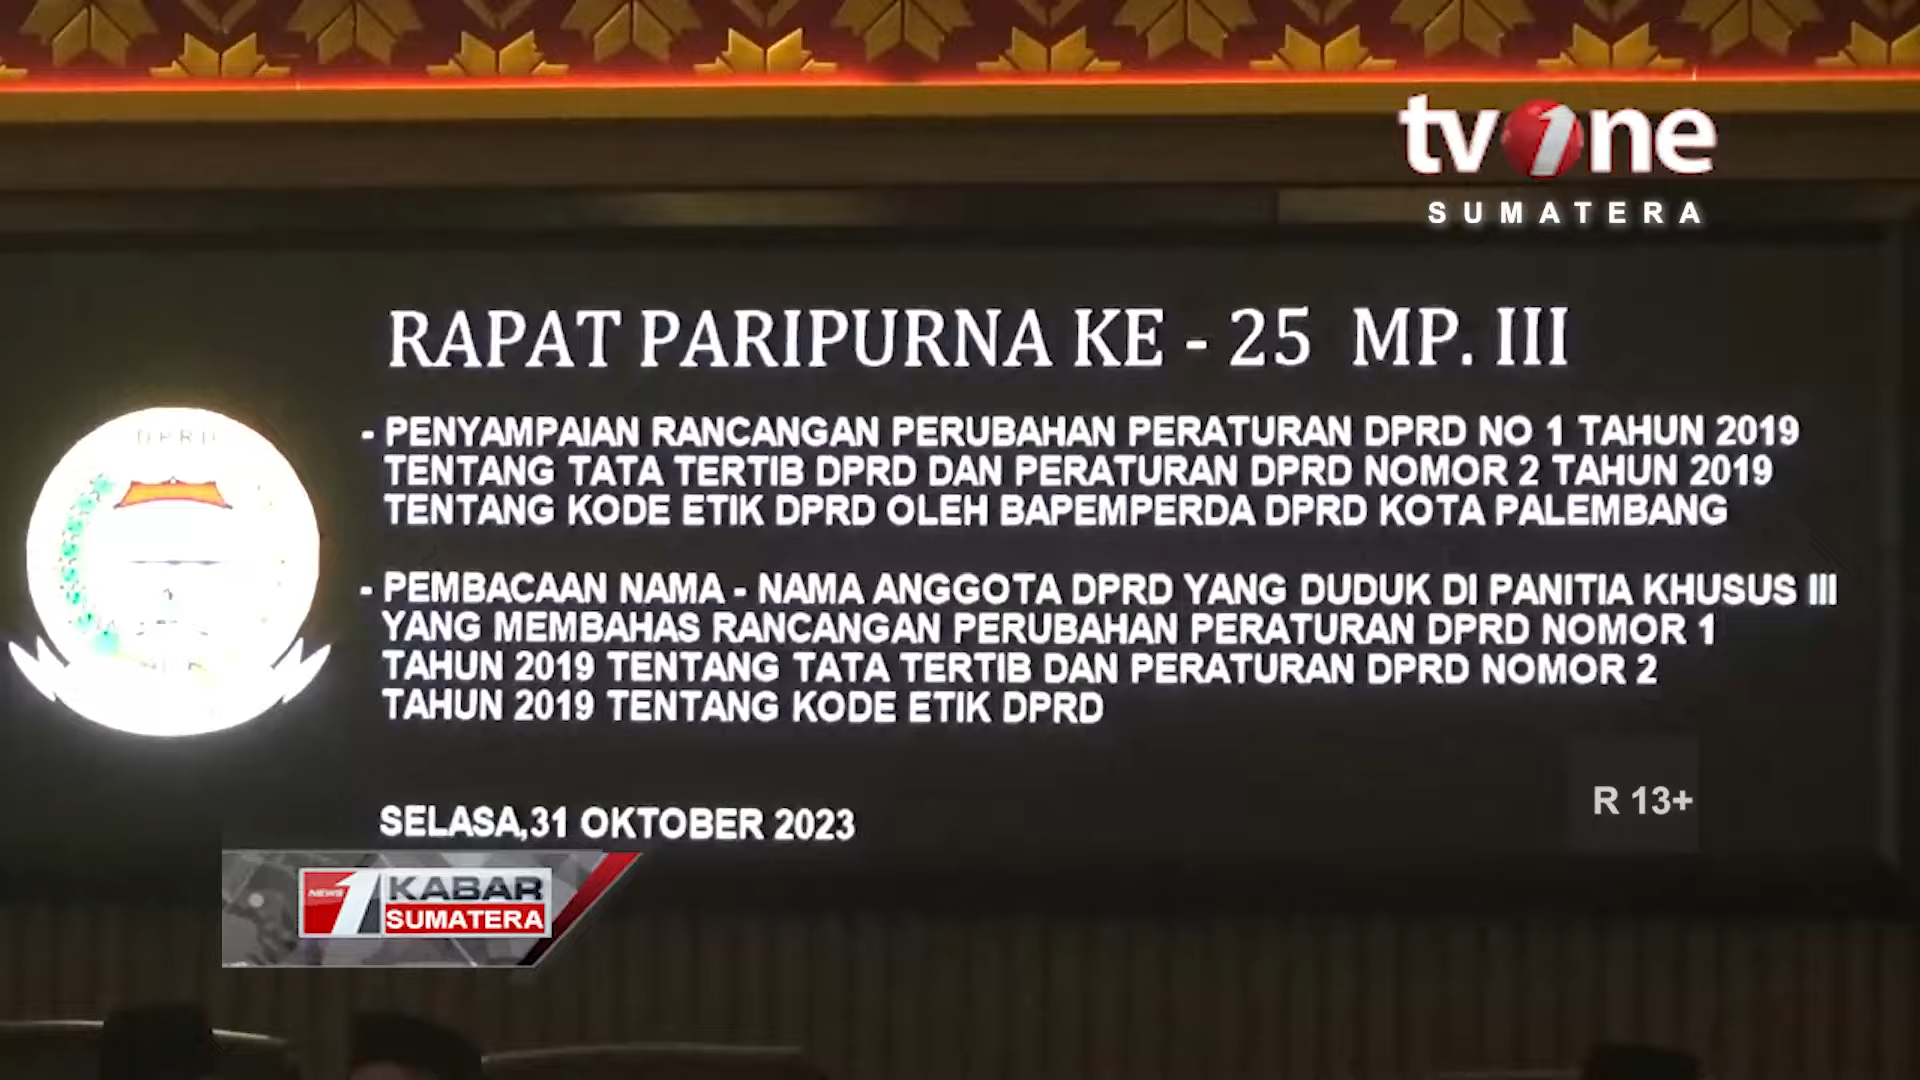 tv1ne
SUMATERA
RAPAT PARIPURNA KE - 25 MP. III
DPRD
- PENYAMPAIAN RANCANGAN PERUBAHAN PERATURAN DPRD NO 1 TAHUN 2019
TENTANG TATA TERTIB DPRD DAN PERATURAN DPRD NOMOR 2 TAHUN 2019
TENTANG KODE ETIK DPRD OLEH BAPEMPERDA DPRD KOTA PALEMBANG
- PEMBACAAN NAMA - NAMA ANGGOTA DPRD YANG DUDUK DI PANITIA KHUSUS III
YANG MEMBAHAS RANCANGAN PERUBAHAN PERATURAN DPRD NOMOR 1
TAHUN 2019 TENTANG TATA TERTIB DAN PERATURAN DPRD NOMOR 2
TAHUN 2019 TENTANG KODE ETIK DPRD
SELASA,31 OKTOBER 2023
R 13+
NEWS 1 KABAR
SUMATERA